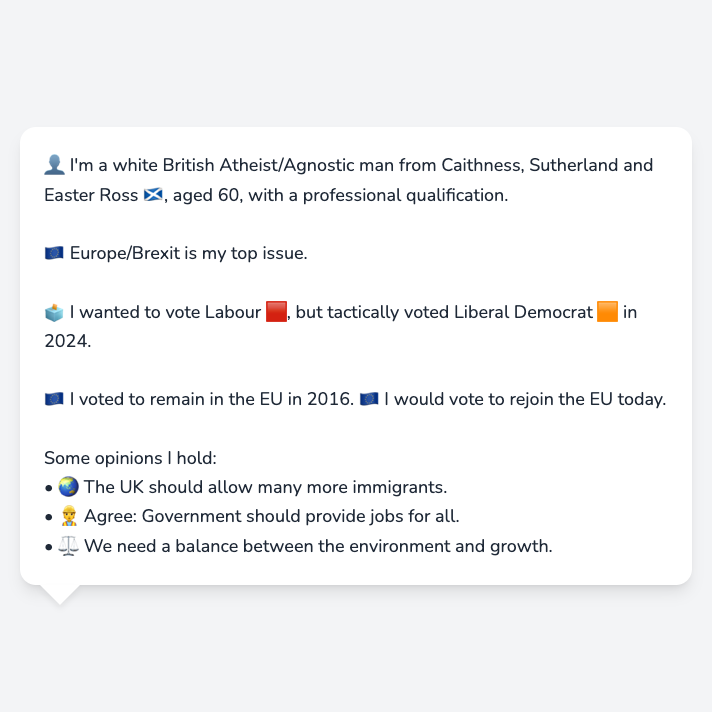 👤 I'm a white British Atheist/Agnostic man from Caithness, Sutherland and
Easter Ross 🏴󠁧󠁢󠁳󠁣󠁴󠁿, aged 60, with a professional qualification.
🇪🇺 Europe/Brexit is my top issue.
🗳️ I wanted to vote Labour 🟥, but tactically voted Liberal Democrat 🟧 in
2024.
🇪🇺 I voted to remain in the EU in 2016. 🇪🇺 I would vote to rejoin the EU today.
Some opinions I hold:
• 🌏 The UK should allow many more immigrants.
• 👷 Agree: Government should provide jobs for all.
• ⚖️ We need a balance between the environment and growth.